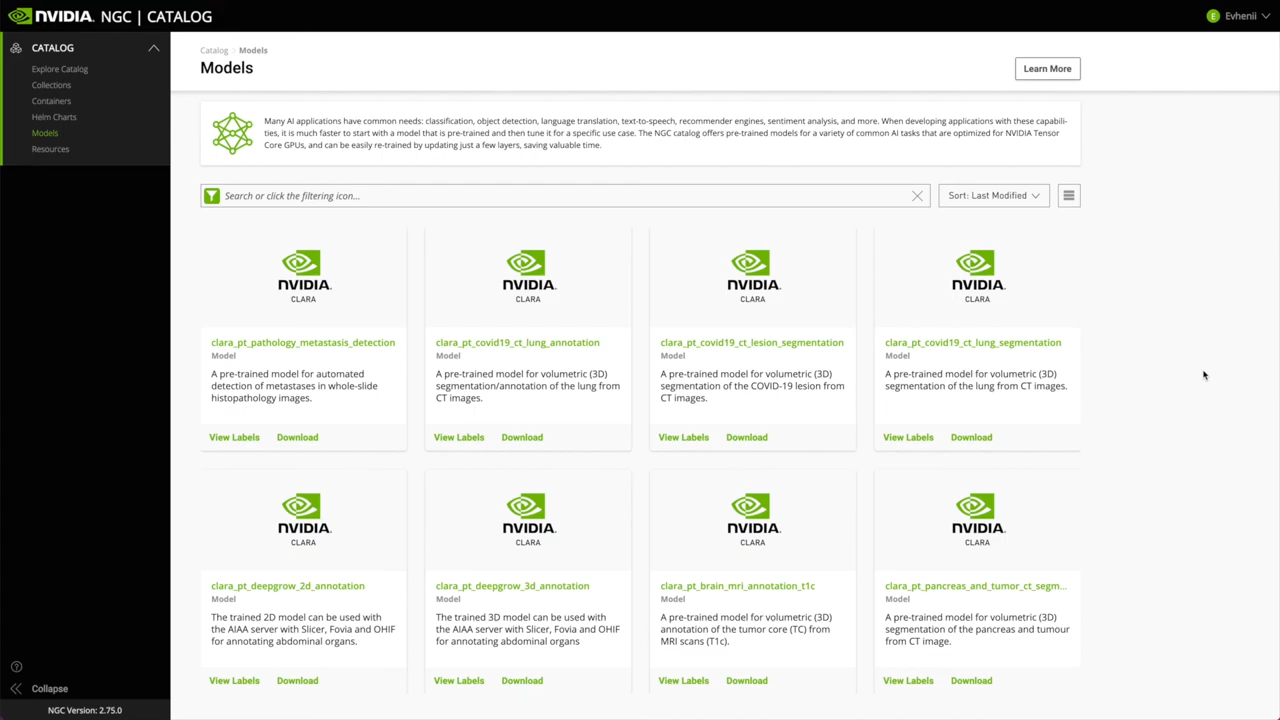 NVIDIA. NGC | CATALOG
E Evhenii
CATALOG
Explore Catalog
Collections
Containers
Helm Charts
Models
Resources
Catalog > Models
Models
Learn More
Many AI applications have common needs: classification, object detection, language translation, text-to-speech, recommender engines, sentiment analysis, and more. When developing applications with these capabili-
ties, it is much faster to start with a model that is pre-trained and then tune it for a specific use case. The NGC catalog offers pre-trained models for a variety of common AI tasks that are optimized for NVIDIA Tensor
Core GPUs, and can be easily re-trained by updating just a few layers, saving valuable time.
Search or click the filtering icon...
Sort: Last Modified
NVIDIA.
CLARA
clara_pt_pathology_metastasis_detection
Model
A pre-trained model for automated
detection of metastases in whole-slide
histopathology images.
View Labels Download
NVIDIA.
CLARA
clara_pt_covid19_ct_lung_annotation
Model
A pre-trained model for volumetric (3D)
segmentation/annotation of the lung from
CT images.
View Labels Download
NVIDIA.
CLARA
clara_pt_covid19_ct_lesion_segmentation
Model
A pre-trained model for volumetric (3D)
segmentation of the COVID-19 lesion from
CT images.
View Labels Download
NVIDIA.
CLARA
clara_pt_covid19_ct_lung_segmentation
Model
A pre-trained model for volumetric (3D)
segmentation of the lung from CT images.
View Labels Download
NVIDIA.
CLARA
clara_pt_deepgrow_2d_annotation
Model
The trained 2D model can be used with
the AIAA server with Slicer, Fovia and OHIF
for annotating abdominal organs.
View Labels Download
NVIDIA.
CLARA
clara_pt_deepgrow_3d_annotation
Model
The trained 3D model can be used with
the AIAA server with Slicer, Fovia and OHIF
for annotating abdominal organs
View Labels Download
NVIDIA.
CLARA
clara_pt_brain_mri_annotation_t1c
Model
A pre-trained model for volumetric (3D)
annotation of the tumor core (TC) from
MRI scans (T1c).
View Labels Download
NVIDIA.
CLARA
clara_pt_pancreas_and_tumor_ct_segm...
Model
A pre-trained model for volumetric (3D)
segmentation of the pancreas and tumour
from CT image.
View Labels Download
Collapse
NGC Version: 2.75.0